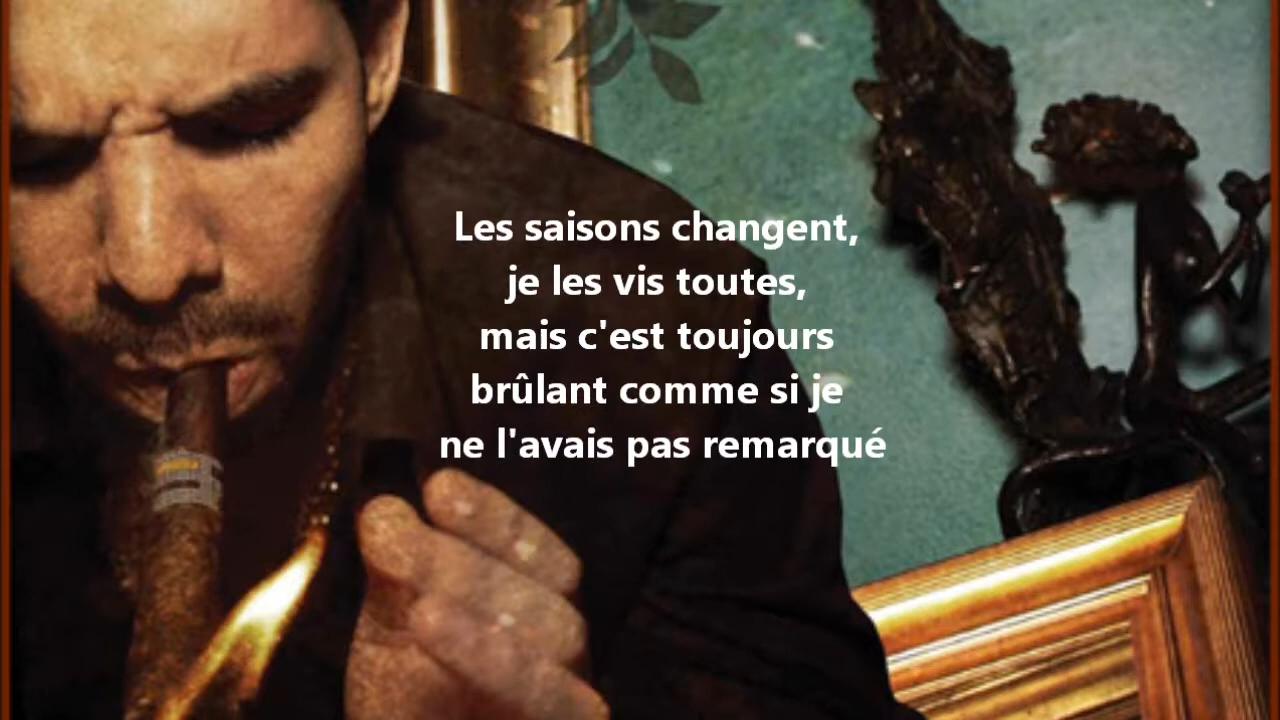 Les saisons changent,
je les vis toutes,
mais c'est toujours
brûlant comme si je
ne l'avais pas remarqué